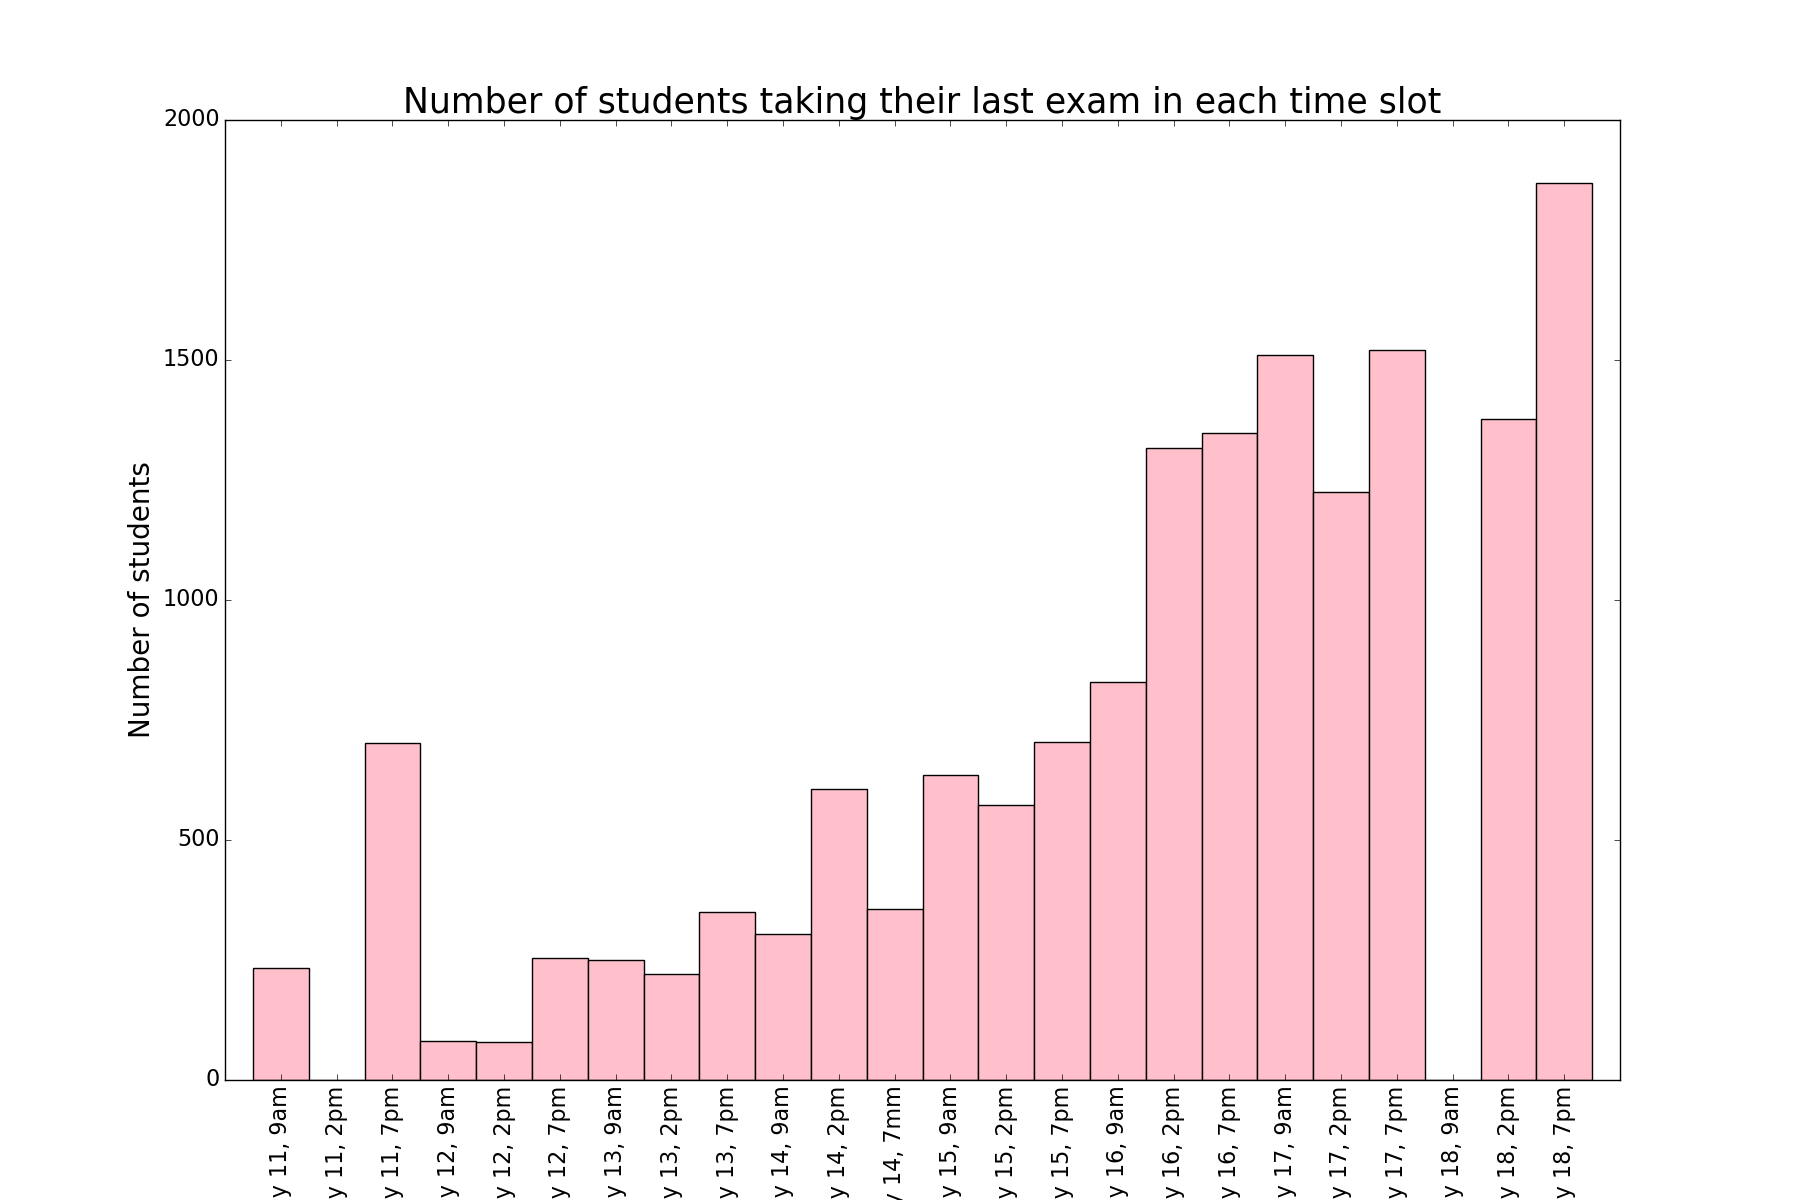 Number of students taking their last exam in each time slot
Number of students
2000
1500
1000
500
0
y 11, 9am
y 11, 2pm
y 11, 7pm
y 12, 9am
y 12, 2pm
y 12, 7pm
y 13, 9am
y 13, 2pm
y 13, 7pm
y 14, 9am
y 14, 2pm
y 14, 7mm
y 15, 9am
y 15, 2pm
y 15, 7pm
y 16, 9am
y 16, 2pm
y 16, 7pm
y 17, 9am
y 17, 2pm
y 17, 7pm
y 18, 9am
y 18, 2pm
y 18, 7pm